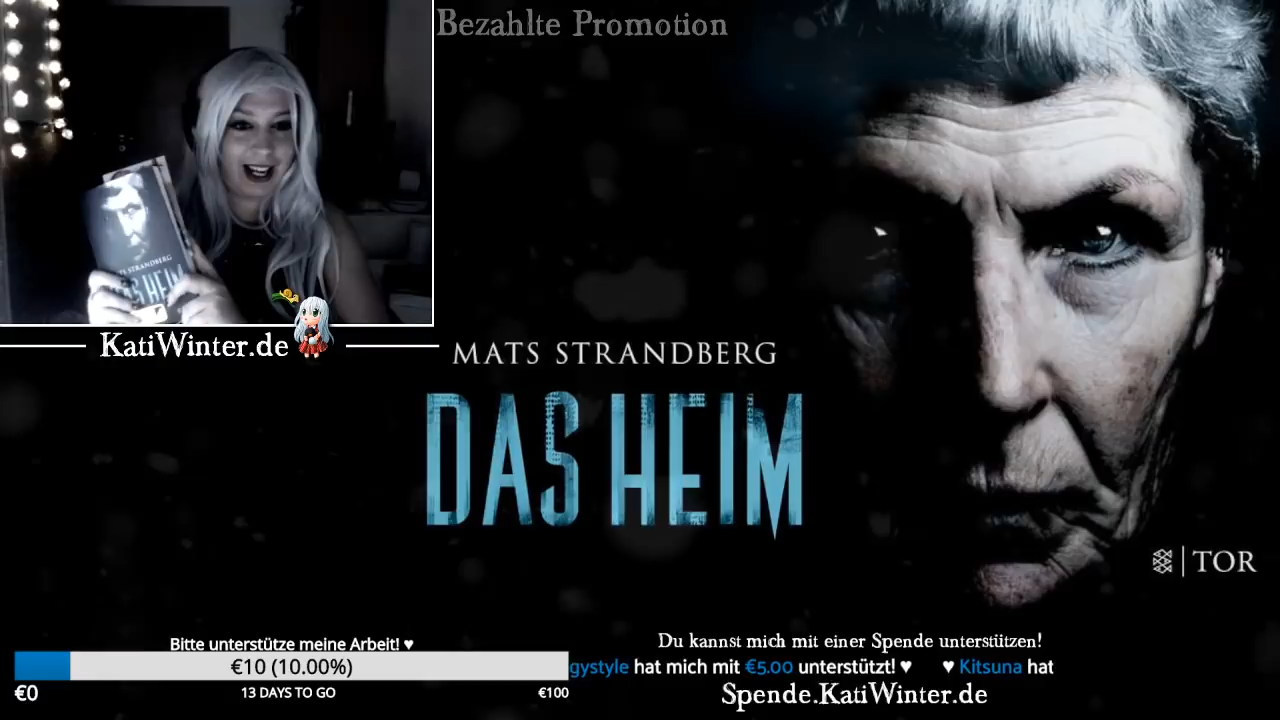 Bezahlte Promotion
MATS STRANDBERG
KatiWinter.de
MATS STRANDBERG
DAS HEIM
TOR
Bitte unterstütze meine Arbeit! ♥
€10 (10.00%)
€0
13 DAYS TO GO
€100
Du kannst mich mit einer Spende unterstützen!
gystyle hat mich mit €5.00 unterstützt! ♥ ♥ Kitsuna hat
Spende.KatiWinter.de